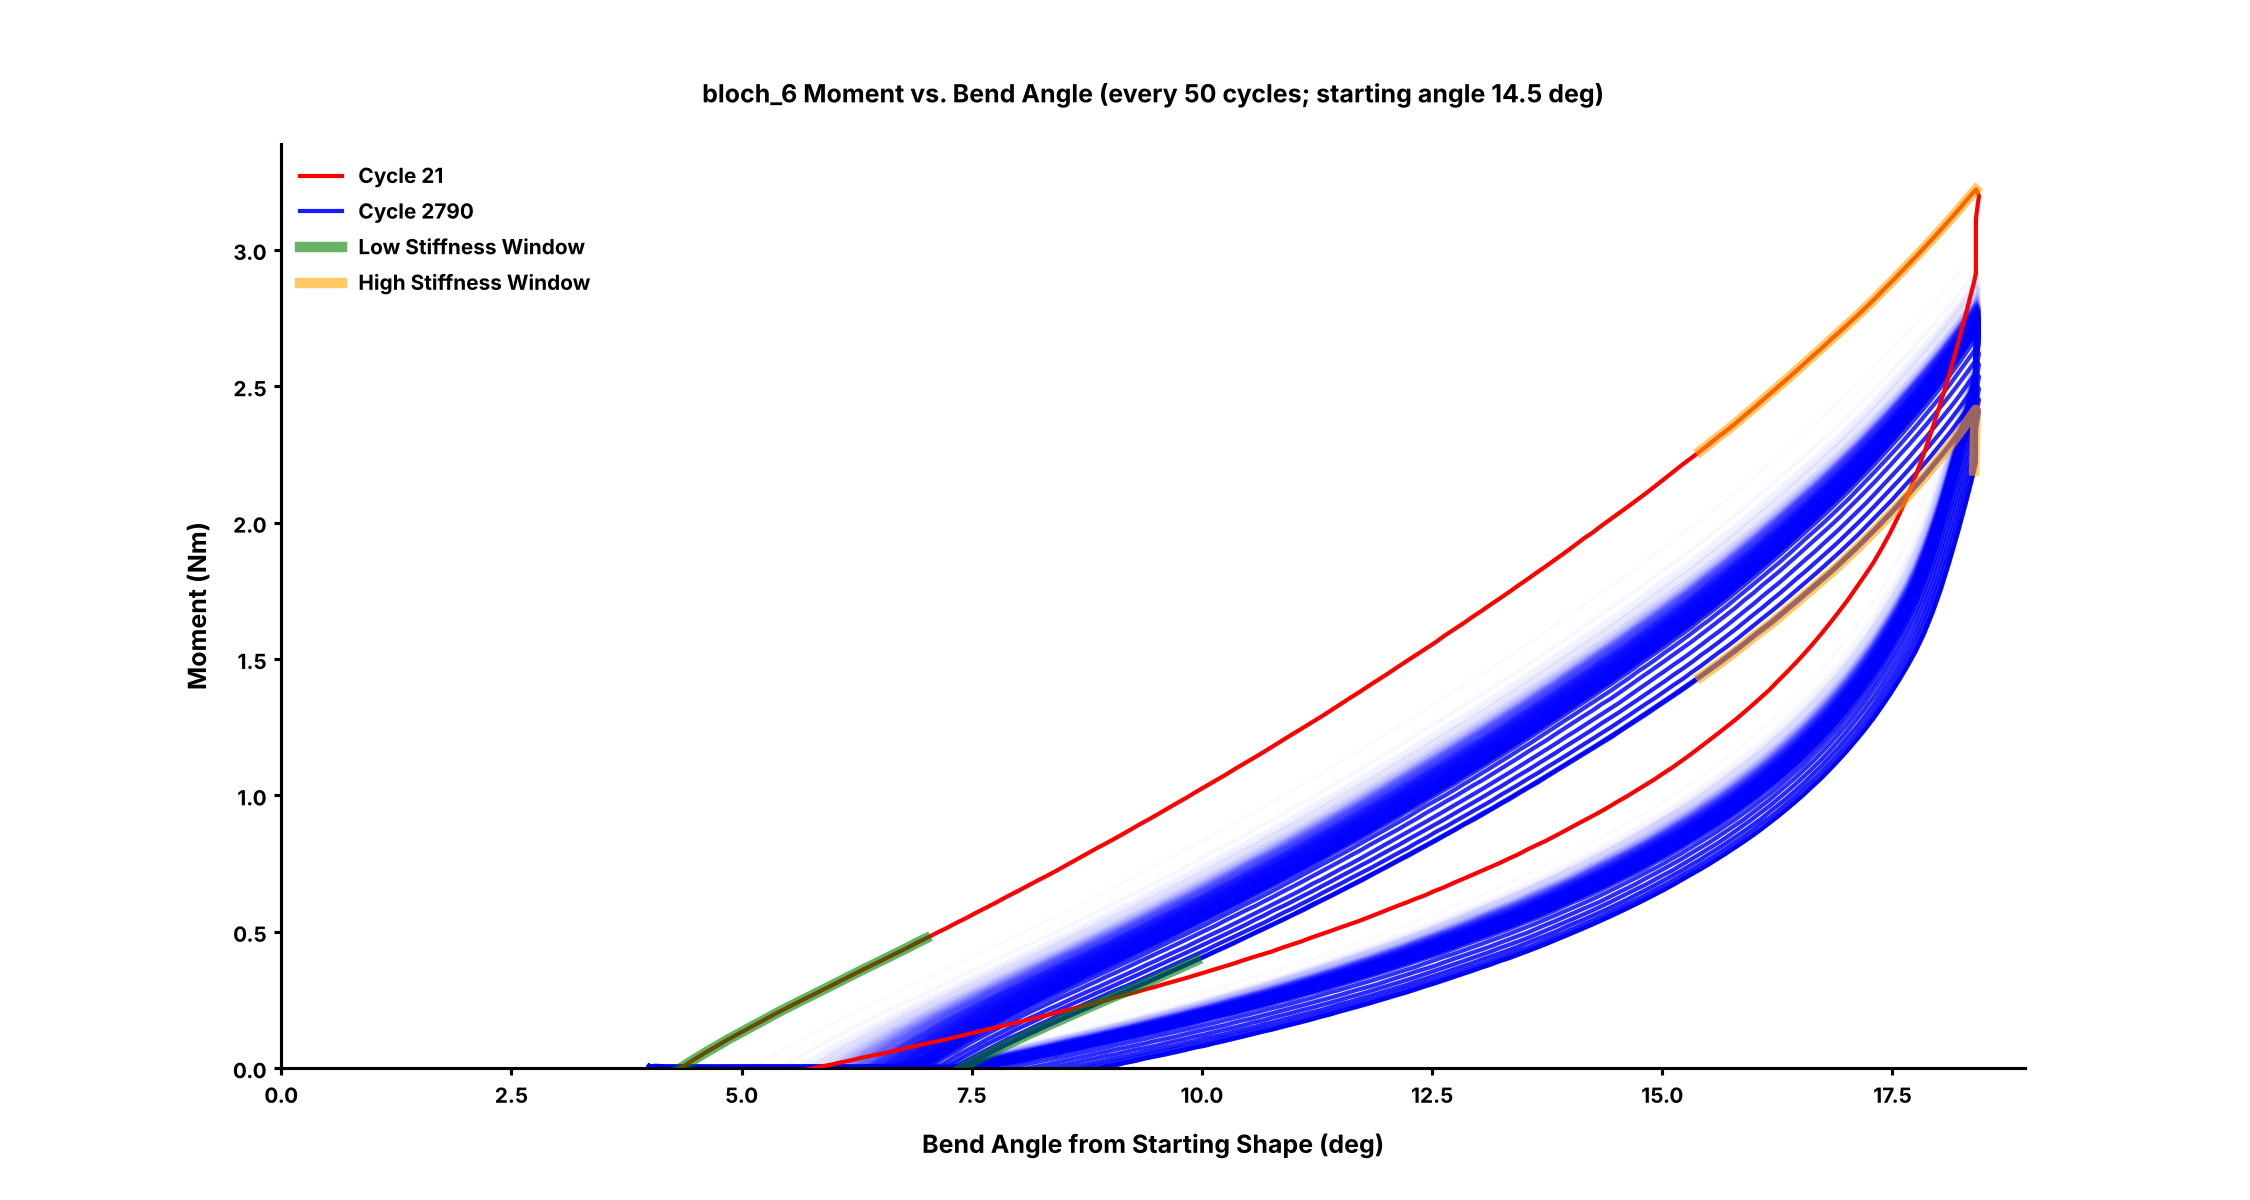 bloch_6 Moment vs. Bend Angle (every 50 cycles; starting angle 14.5 deg)
Cycle 21
Cycle 2790
Low Stiffness Window
High Stiffness Window
3.0
2.5
2.0
1.5
1.0
0.5
0.0
Moment (Nm)
0.0 2.5 5.0 7.5 10.0 12.5 15.0 17.5
Bend Angle from Starting Shape (deg)